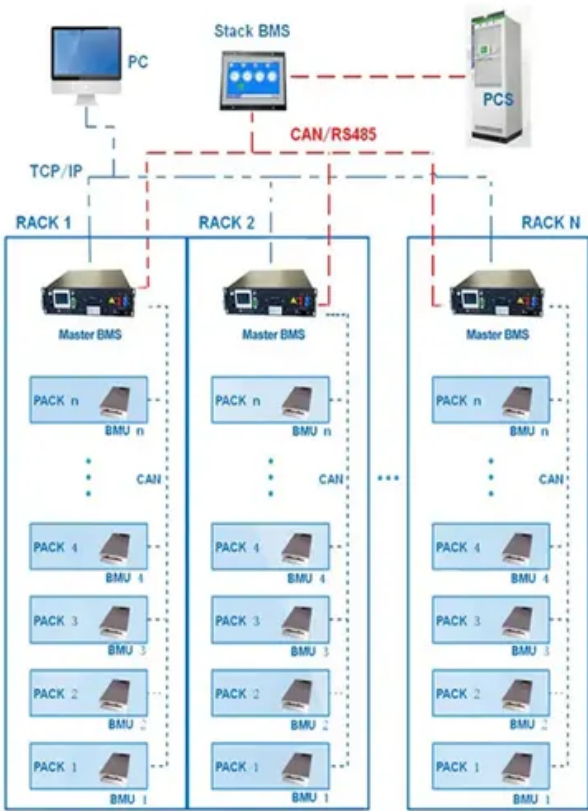 PC
Stack BMS
PCS
CAN/RS485
TCP/IP
RACK 1
RACK 2
RACK N
Master BMS
Master BMS
Master BMS
PACK n
BMU n
PACK n
BMU n
PACK n
BMU n
CAN
CAN
CAN
PACK 4
BMU 4
PACK 4
BMU 4
PACK 4
BMU 4
PACK 3
BMU 3
PACK 3
BMU 3
PACK 3
BMU 3
PACK 2
BMU 2
PACK 2
BMU 2
PACK 2
BMU 2
PACK 1
BMU 1
PACK 1
BMU 1
PACK 1
BMU 1